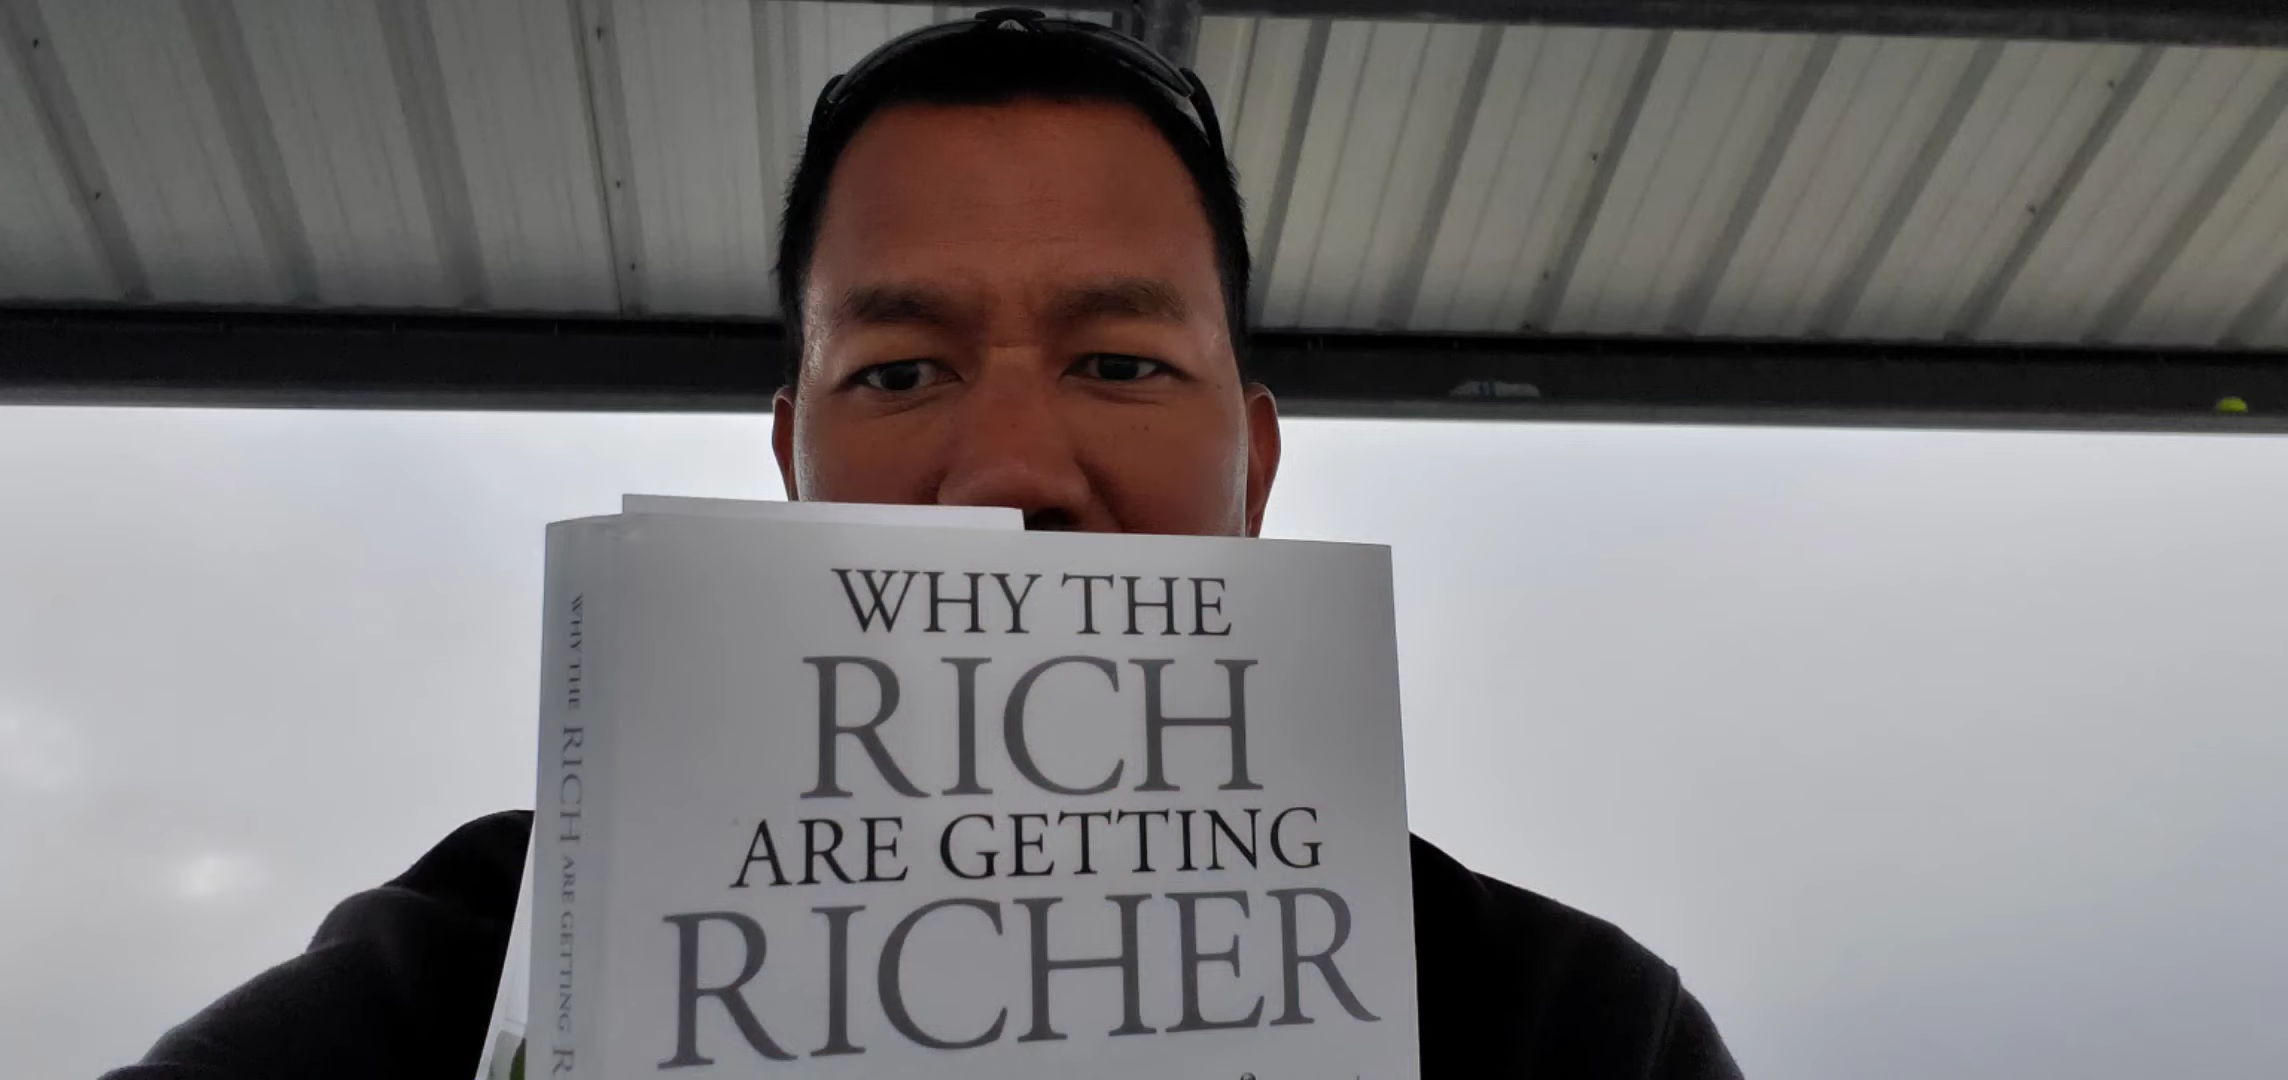 WHY THE
RICH
ARE GETTING
RICHER
WHY THE RICH ARE GETTING R